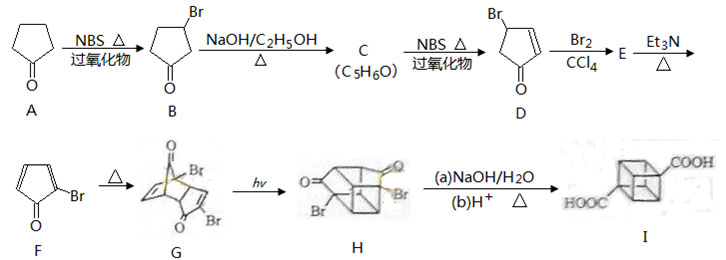 Br
Br
NBS △
NaOH/C2H5OH
NBS △
Br2
Et3N
过氧化物
△
C
过氧化物
CCl4
E
△
O
O
(C5H6O)
O
A
B
D
O
Br
O
COOH
Br
△
hν
O
(a)NaOH/H2O
O
Br
Br
(b)H+ △
HOOC
O
Br
F
G
H
I